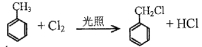 CH₃ CH₂Cl
+ Cl₂ 光照 + HCl